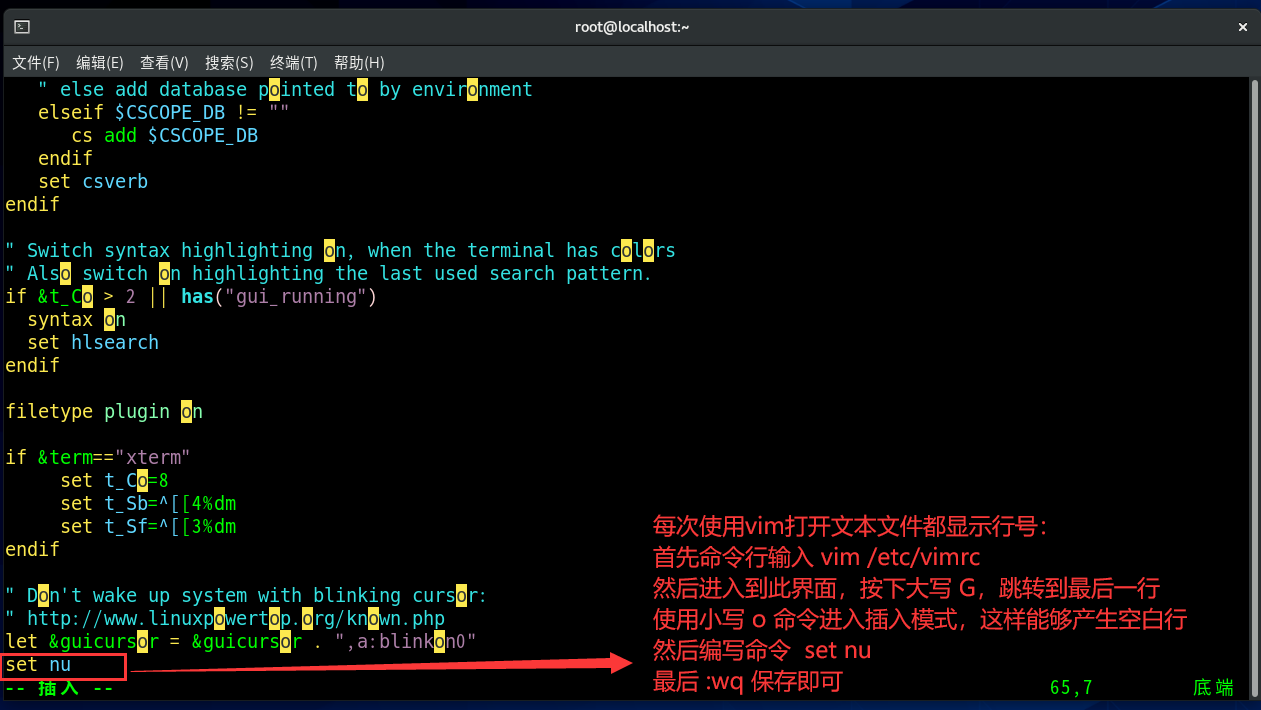 root@localhost:~
×
文件(F) 编辑(E) 查看(V) 搜索(S) 终端(T) 帮助(H)
" else add database pointed to by environment
elseif $CSCOPE_DB != ""
cs add $CSCOPE_DB
endif
set csverb
endif
" Switch syntax highlighting on, when the terminal has colors
" Also switch on highlighting the last used search pattern.
if &t_Co > 2 || has("gui_running")
syntax on
set hlsearch
endif
filetype plugin on
if &term=="xterm"
set t_Co=8
set t_Sb=^[[4%dm
set t_Sf=^[[3%dm
endif
" Don't wake up system with blinking cursor:
" http://www.linuxpowertop.org/known.php
let &guicursor = &guicursor . ",a:blinkon0"
set nu
-- 插入 --
每次使用vim打开文本文件都显示行号：
首先命令行输入 vim /etc/vimrc
然后进入到此界面，按下大写 G，跳转到最后一行
使用小写 o 命令进入插入模式，这样能够产生空白行
然后编写命令 set nu
最后 :wq 保存即可
65,7 底端